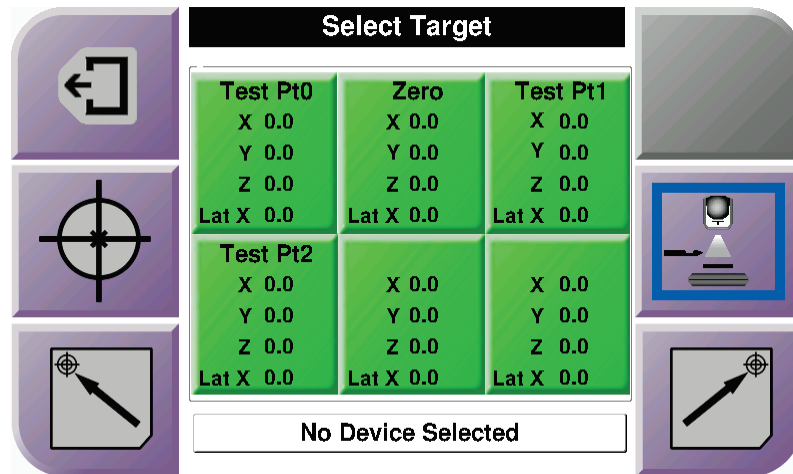 Select Target
Test Pt0 Zero Test Pt1
X 0.0 X 0.0 X 0.0
Y 0.0 Y 0.0 Y 0.0
Z 0.0 Z 0.0 Z 0.0
Lat X 0.0 Lat X 0.0 Lat X 0.0
Test Pt2
X 0.0 X 0.0 X 0.0
Y 0.0 Y 0.0 Y 0.0
Z 0.0 Z 0.0 Z 0.0
Lat X 0.0 Lat X 0.0 Lat X 0.0
No Device Selected